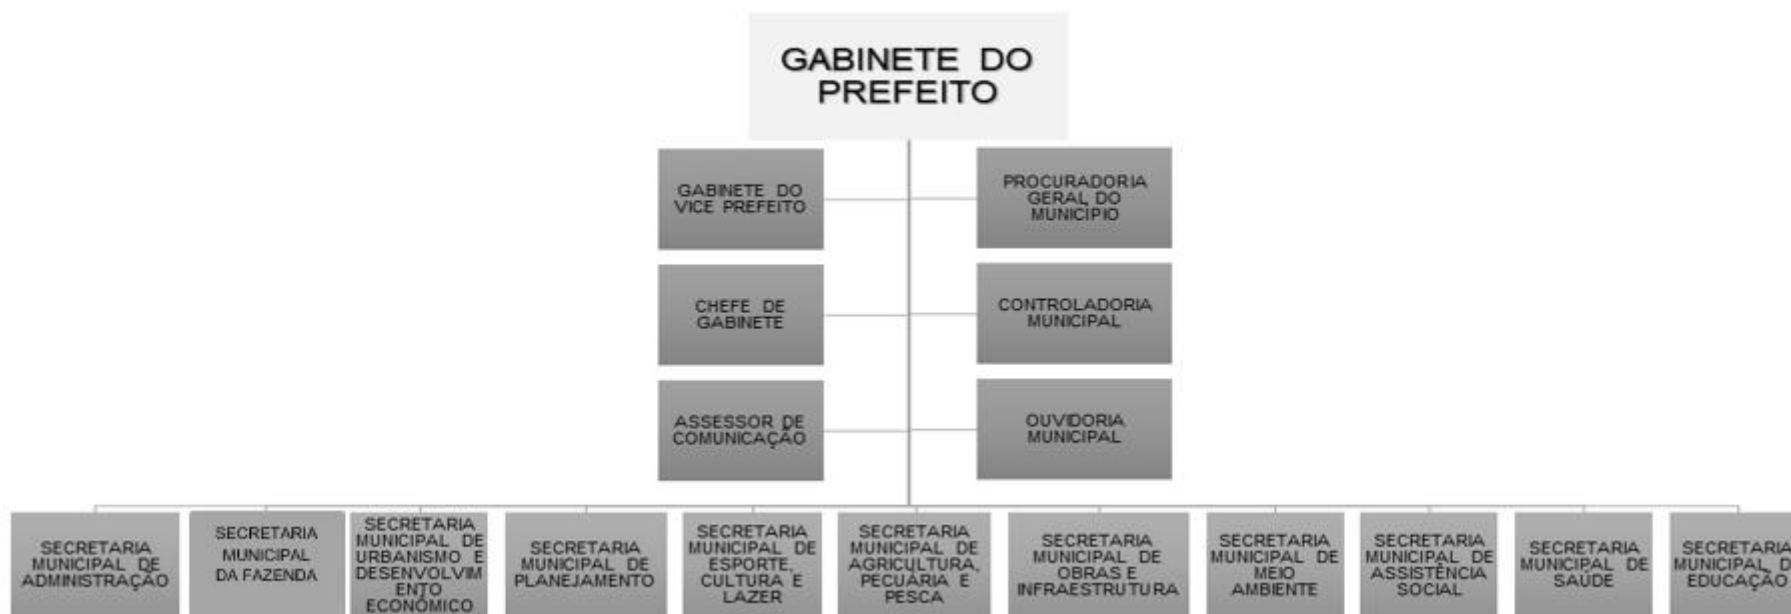 GABINETE DO
PREFEITO
GABINETE DO
VICE PREFEITO
PROCURADORIA
GERAL DO
MUNICIPIO
CHEFE DE
GABINETE
CONTROLADORIA
MUNICIPAL
ASSESSOR DE
COMUNICAÇÃO
OUVIDORIA
MUNICIPAL
SECRETARIA
MUNICIPAL DE
ADMINISTRAÇÃO
SECRETARIA
MUNICIPAL
DA FAZENDA
SECRETARIA
MUNICIPAL DE
URBANISMO E
DESENVOLVIM
ENTO
ECONÔMICO
SECRETARIA
MUNICIPAL DE
PLANEJAMENTO
SECRETARIA
MUNICIPAL DE
ESPORTE,
CULTURA E
LAZER
SECRETARIA
MUNICIPAL DE
AGRICULTURA,
PECUÁRIA E
PESCA
SECRETARIA
MUNICIPAL DE
OBRAS E
INFRAESTRUTURA
SECRETARIA
MUNICIPAL DE
MEIO
AMBIENTE
SECRETARIA
MUNICIPAL DE
ASSISTÊNCIA
SOCIAL
SECRETARIA
MUNICIPAL DE
SAÚDE
SECRETARIA
MUNICIPAL D
EDUCAÇÃO